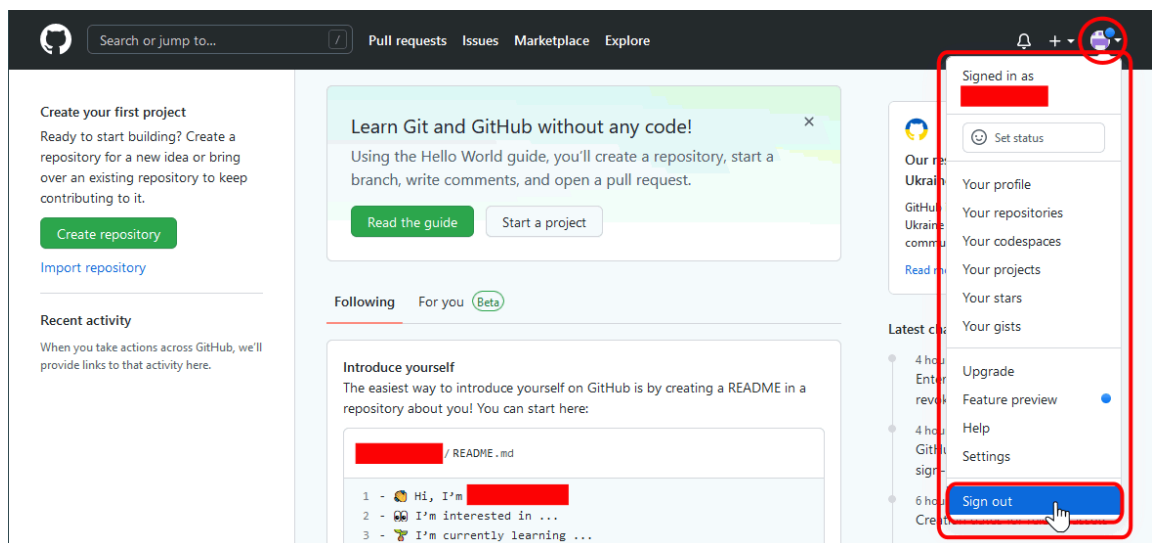 Search or jump to...
/
Pull requests Issues Marketplace Explore
Create your first project
Ready to start building? Create a
repository for a new idea or bring
over an existing repository to keep
contributing to it.
Create repository
Import repository
Recent activity
When you take actions across GitHub, we'll
provide links to that activity here.
Learn Git and GitHub without any code!
Using the Hello World guide, you'll create a repository, start a
branch, write comments, and open a pull request.
Read the guide
Start a project
Following For you Beta
Introduce yourself
The easiest way to introduce yourself on GitHub is by creating a README in a
repository about you! You can start here:
/ README.md
1 - 👋 Hi, I'm
2 - 👀 I'm interested in ...
3 - 🌱 I'm currently learning ...
Our
Ukraine
GitHub
Ukraine
Read
Latest
4
6
Signed in as
Set status
Your profile
Your repositories
Your codespaces
Your projects
Your stars
Your gists
Upgrade
Feature preview
Help
Settings
Sign out